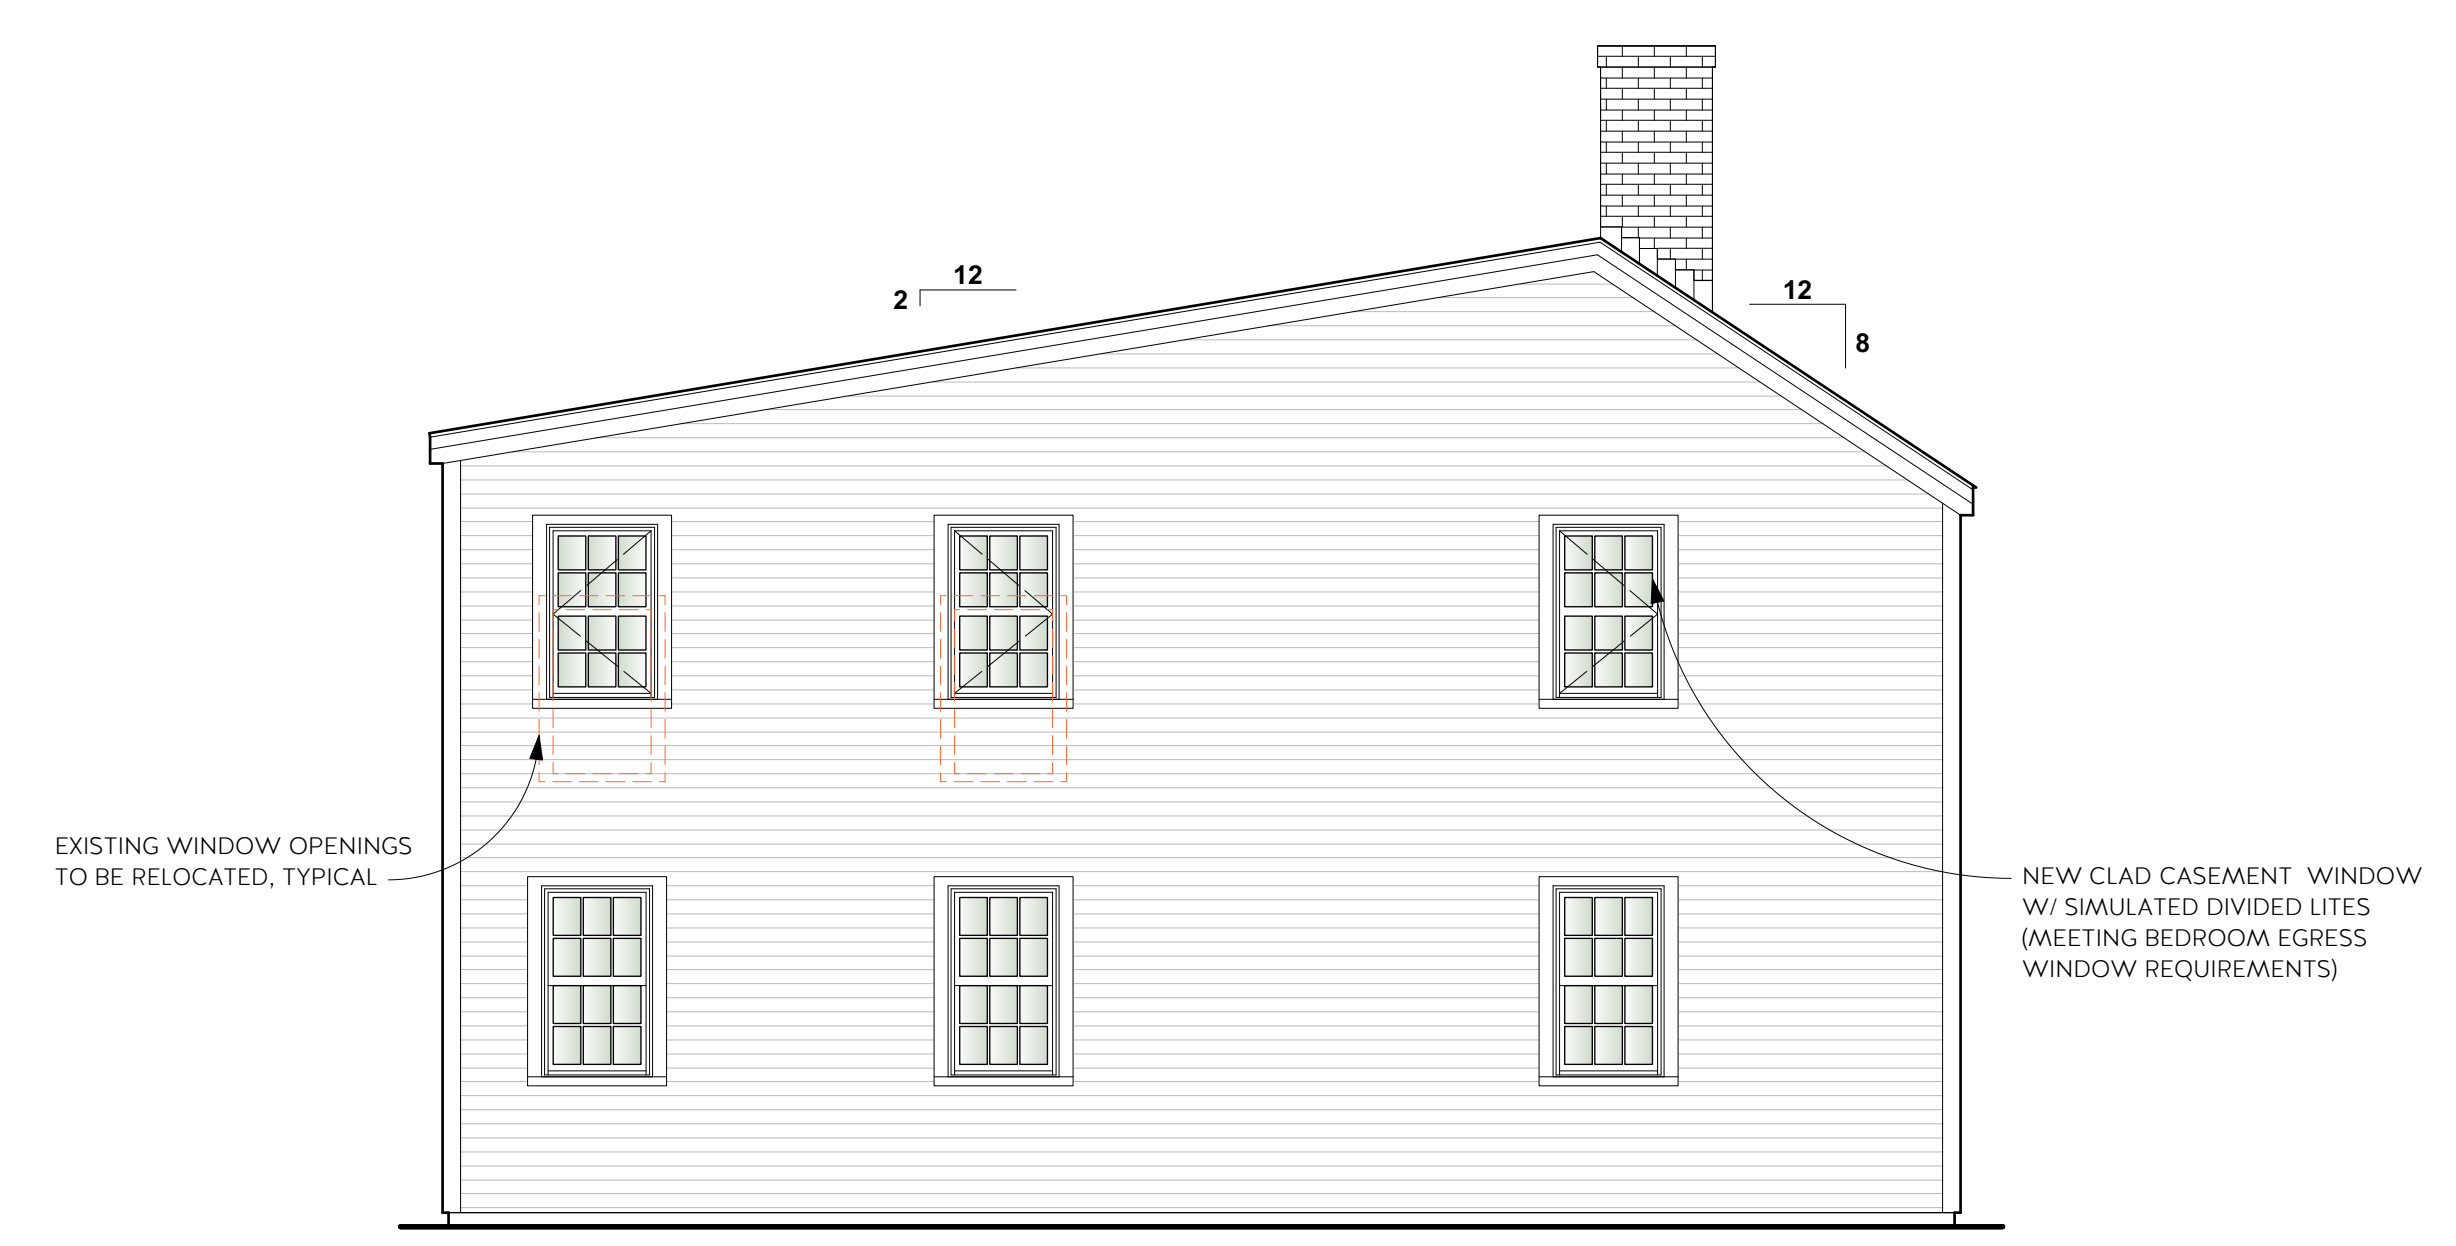 12
2
12
8
EXISTING WINDOW OPENINGS
TO BE RELOCATED, TYPICAL
NEW CLAD CASEMENT WINDOW
W/ SIMULATED DIVIDED LITES
(MEETING BEDROOM EGRESS
WINDOW REQUIREMENTS)